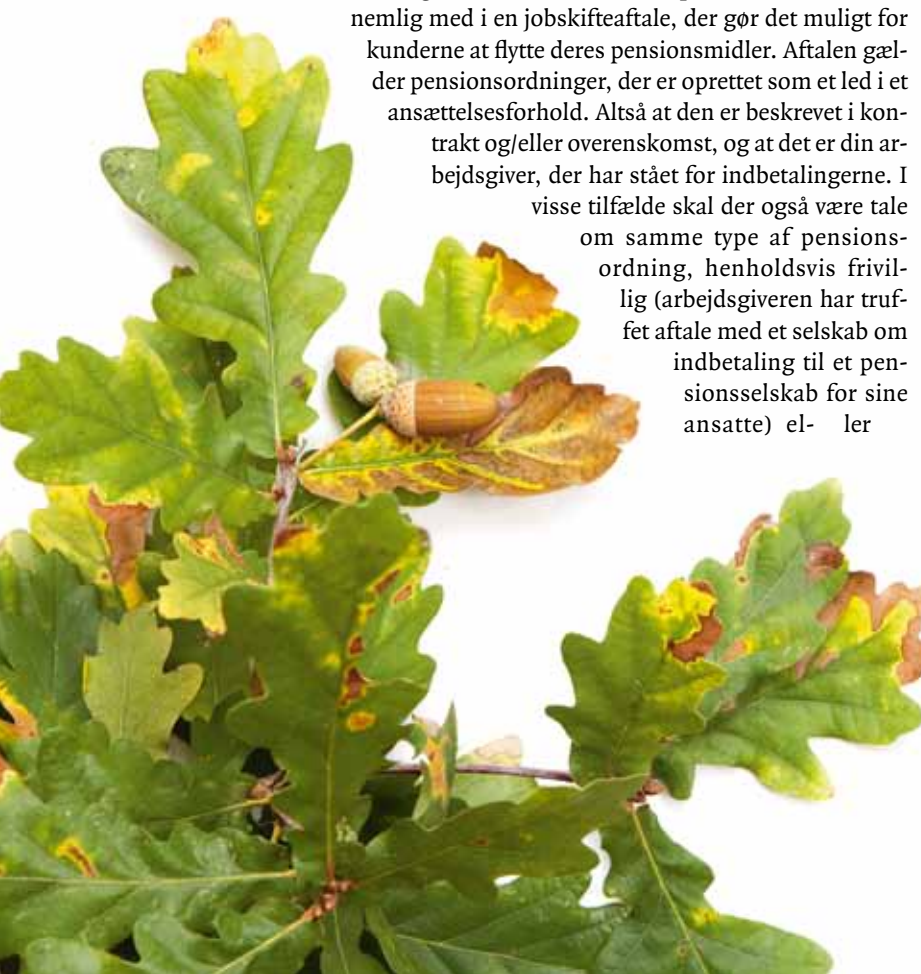 nemlig med i en jobskifteaftale, der gør det muligt for
kunderne at flytte deres pensionsmidler. Aftalen gæl-
der pensionsordninger, der er oprettet som et led i et
ansættelsesforhold. Altså at den er beskrevet i kon-
trakt og/eller overenskomst, og at det er din ar-
bejdsgiver, der har stået for indbetalingerne. I
visse tilfælde skal der også være tale
om samme type af pensions-
ordning, henholdsvis frivil-
lig (arbejdsgiveren har truf-
fet aftale med et selskab om
indbetaling til et pen-
sionsselskab for sine
ansatte) el- ler